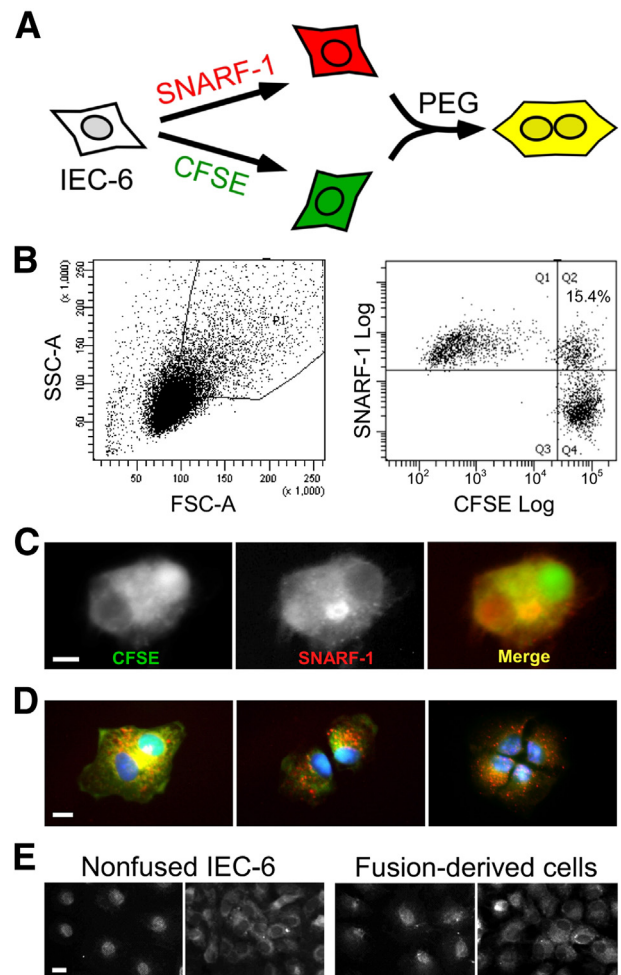 A
SNARF-1
IEC-6
CFSE
PEG
B
SSC-A
(x 1,000)
250
200
150
100
50
P1
50 100 150 200 250
(x 1,000)
FSC-A
SNARF-1 Log
Q1 Q2
15.4%
Q3 Q4
10² 10³ 10⁴ 10⁵
CFSE Log
C
CFSE
SNARF-1
Merge
D
E
Nonfused IEC-6
Fusion-derived cells